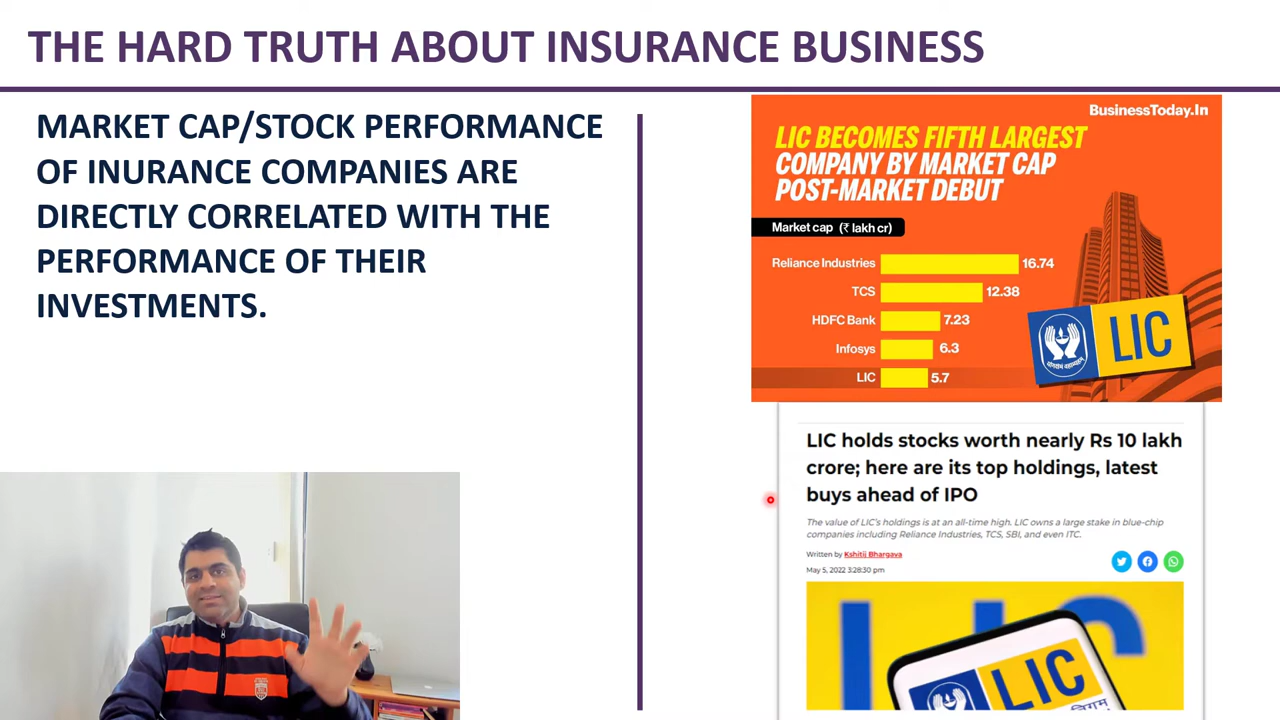 THE HARD TRUTH ABOUT INSURANCE BUSINESS
MARKET CAP/STOCK PERFORMANCE
OF INURANCE COMPANIES ARE
DIRECTLY CORRELATED WITH THE
PERFORMANCE OF THEIR
INVESTMENTS.
BusinessToday.In
LIC BECOMES FIFTH LARGEST
COMPANY BY MARKET CAP
POST-MARKET DEBUT
Market cap (₹ lakh cr)
Reliance Industries 16.74
TCS 12.38
HDFC Bank 7.23
Infosys 6.3
LIC 5.7
LIC
LIC holds stocks worth nearly Rs 10 lakh
crore; here are its top holdings, latest
buys ahead of IPO
The value of LIC's holdings is at an all-time high. LIC owns a large stake in blue-chip
companies including Reliance Industries, TCS, SBI, and even ITC.
Written by Kshitij Bhargava
May 5, 2022 3:28:30 pm
LIC
LIC